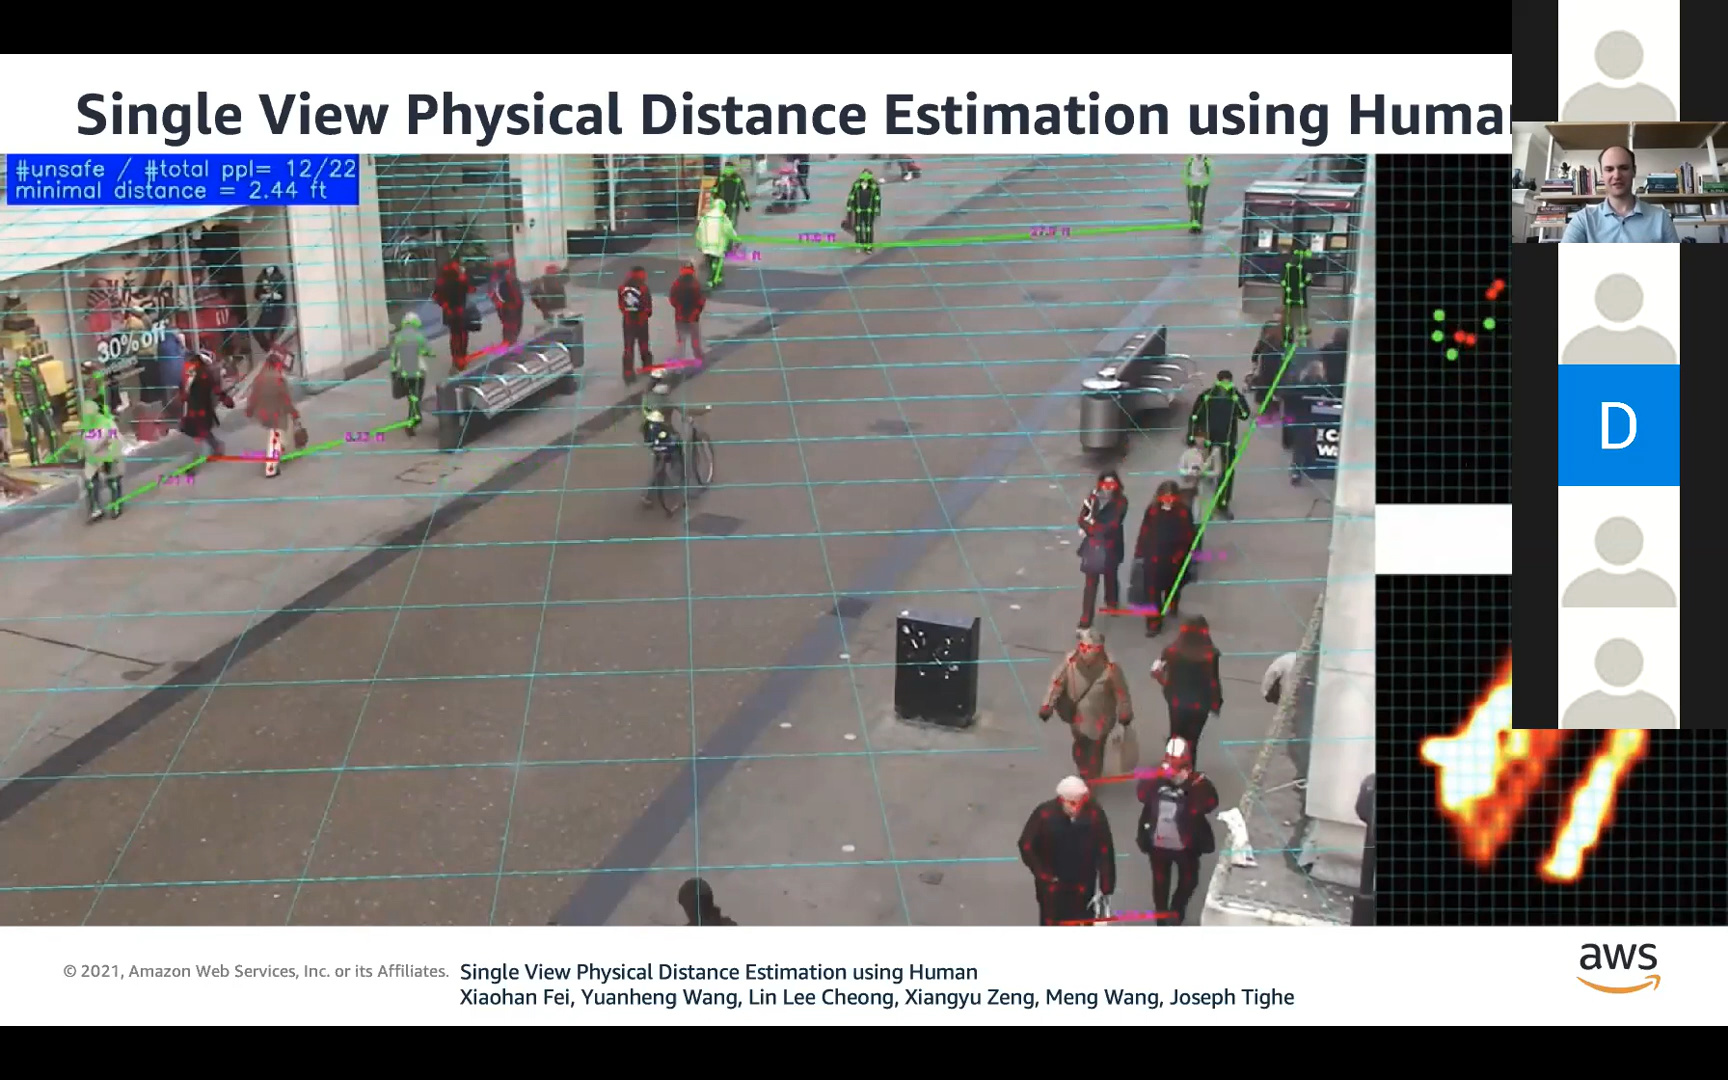 Single View Physical Distance Estimation using Huma
#unsafe / #total ppl= 12/22
minimal distance = 2.44 ft
30% off
D
© 2021, Amazon Web Services, Inc. or its Affiliates.
Single View Physical Distance Estimation using Human
Xiaohan Fei, Yuanheng Wang, Lin Lee Cheong, Xiangyu Zeng, Meng Wang, Joseph Tighe
aws